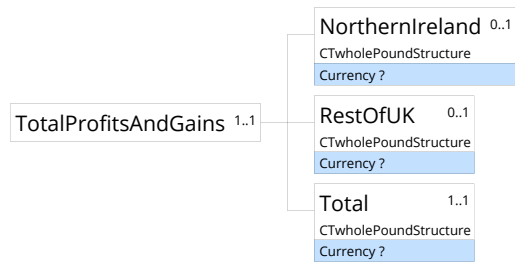 NorthernIreland 0..1
CTwholePoundStructure
Currency ?
TotalProfitsAndGains 1..1
RestOfUK 0..1
CTwholePoundStructure
Currency ?
Total 1..1
CTwholePoundStructure
Currency ?